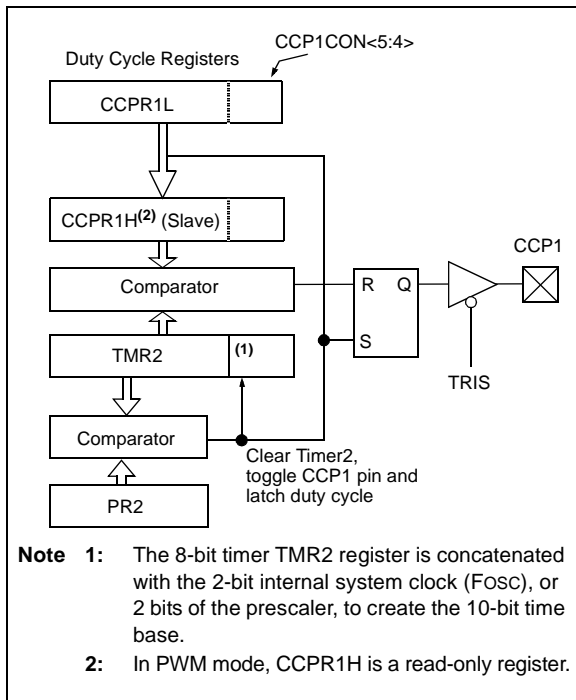 CCP1CON<5:4>
Duty Cycle Registers
CCPR1L
CCPR1H(2) (Slave)
CCP1
Comparator
R Q
TMR2 (1)
S
TRIS
Comparator
Clear Timer2,
toggle CCP1 pin and
latch duty cycle
PR2
Note 1: The 8-bit timer TMR2 register is concatenated
with the 2-bit internal system clock (FOSC), or
2 bits of the prescaler, to create the 10-bit time
base.
2: In PWM mode, CCPR1H is a read-only register.